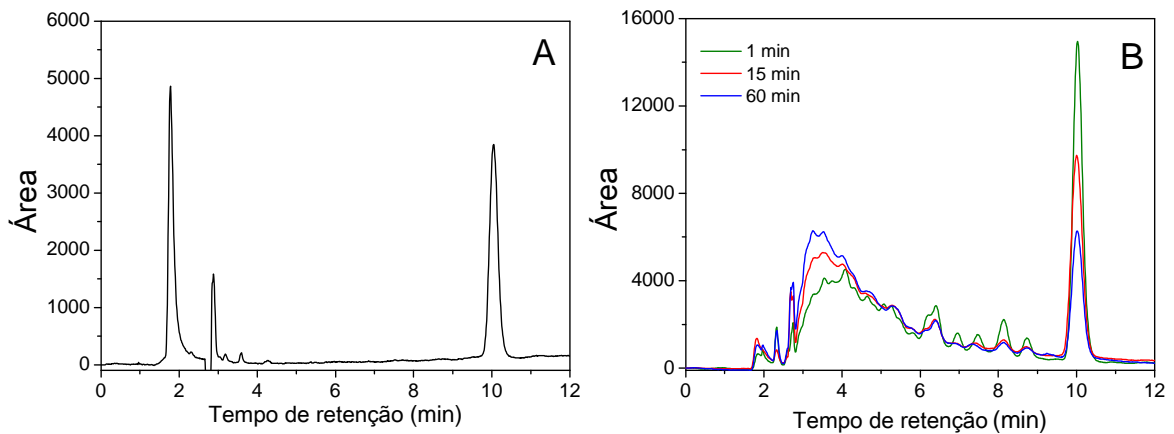 A
Área
6000
5000
4000
3000
2000
1000
0
0 2 4 6 8 10 12
Tempo de retenção (min)
B
1 min
15 min
60 min
Área
16000
12000
8000
4000
0
0 2 4 6 8 10 12
Tempo de retenção (min)